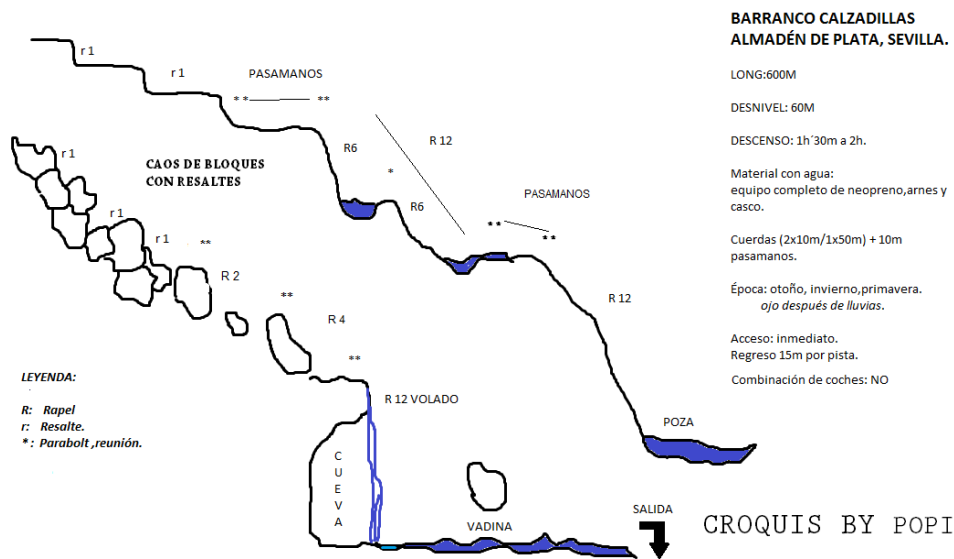 BARRANCO CALZADILLAS
ALMADÉN DE PLATA, SEVILLA.
LONG:600M
DESNIVEL: 60M
DESCENSO: 1h´30m a 2h.
Material con agua:
equipo completo de neopreno,arnes y
casco.
Cuerdas (2x10m/1x50m) + 10m
pasamanos.
Época: otoño, invierno,primavera.
ojo después de lluvias.
Acceso: inmediato.
Regreso 15m por pista.
Combinación de coches: NO
r 1
r 1
PASAMANOS
** **
R6
R 12
*
R6
PASAMANOS
** **
R 12
POZA
CAOS DE BLOQUES
CON RESALTES
r 1
r 1
r 1
**
R 2
**
R 4
**
R 12 VOLADO
CUEVA
VADINA
SALIDA
LEYENDA:
R: Rapel
r: Resalte.
* : Parabolt ,reunión.
CROQUIS BY POPI